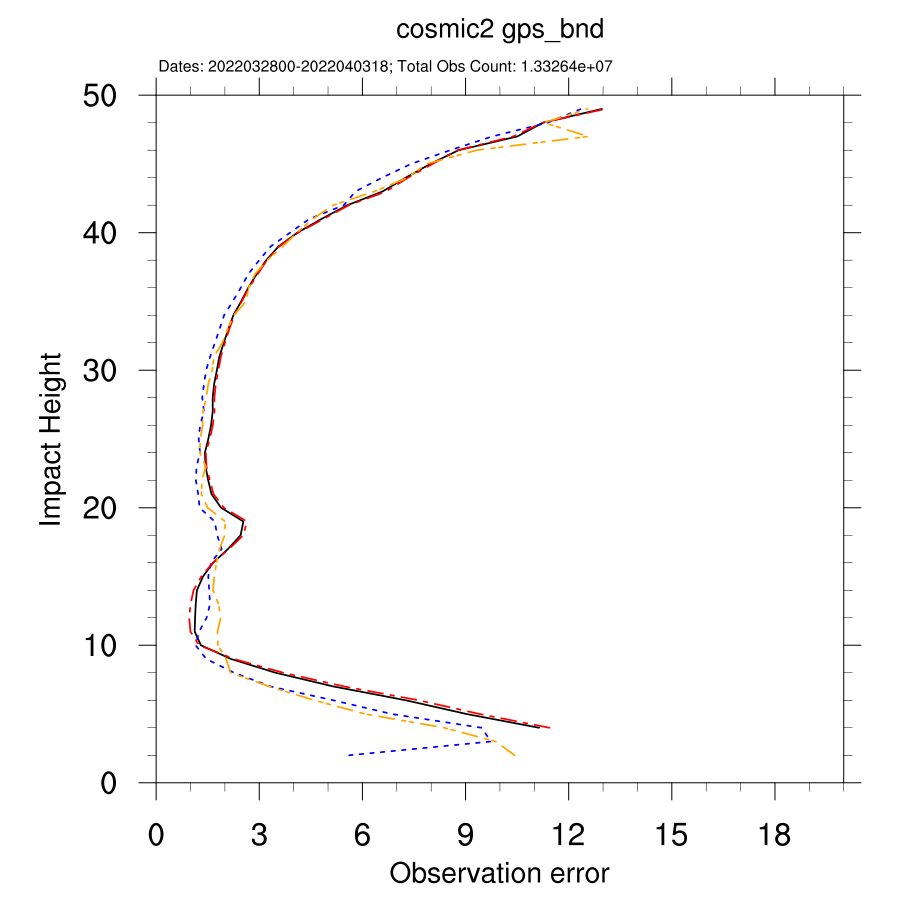 cosmic2 gps_bnd
Dates: 2022032800-2022040318; Total Obs Count: 1.33264e+07
50
40
30
20
10
0
Impact Height
0 3 6 9 12 15 18
Observation error